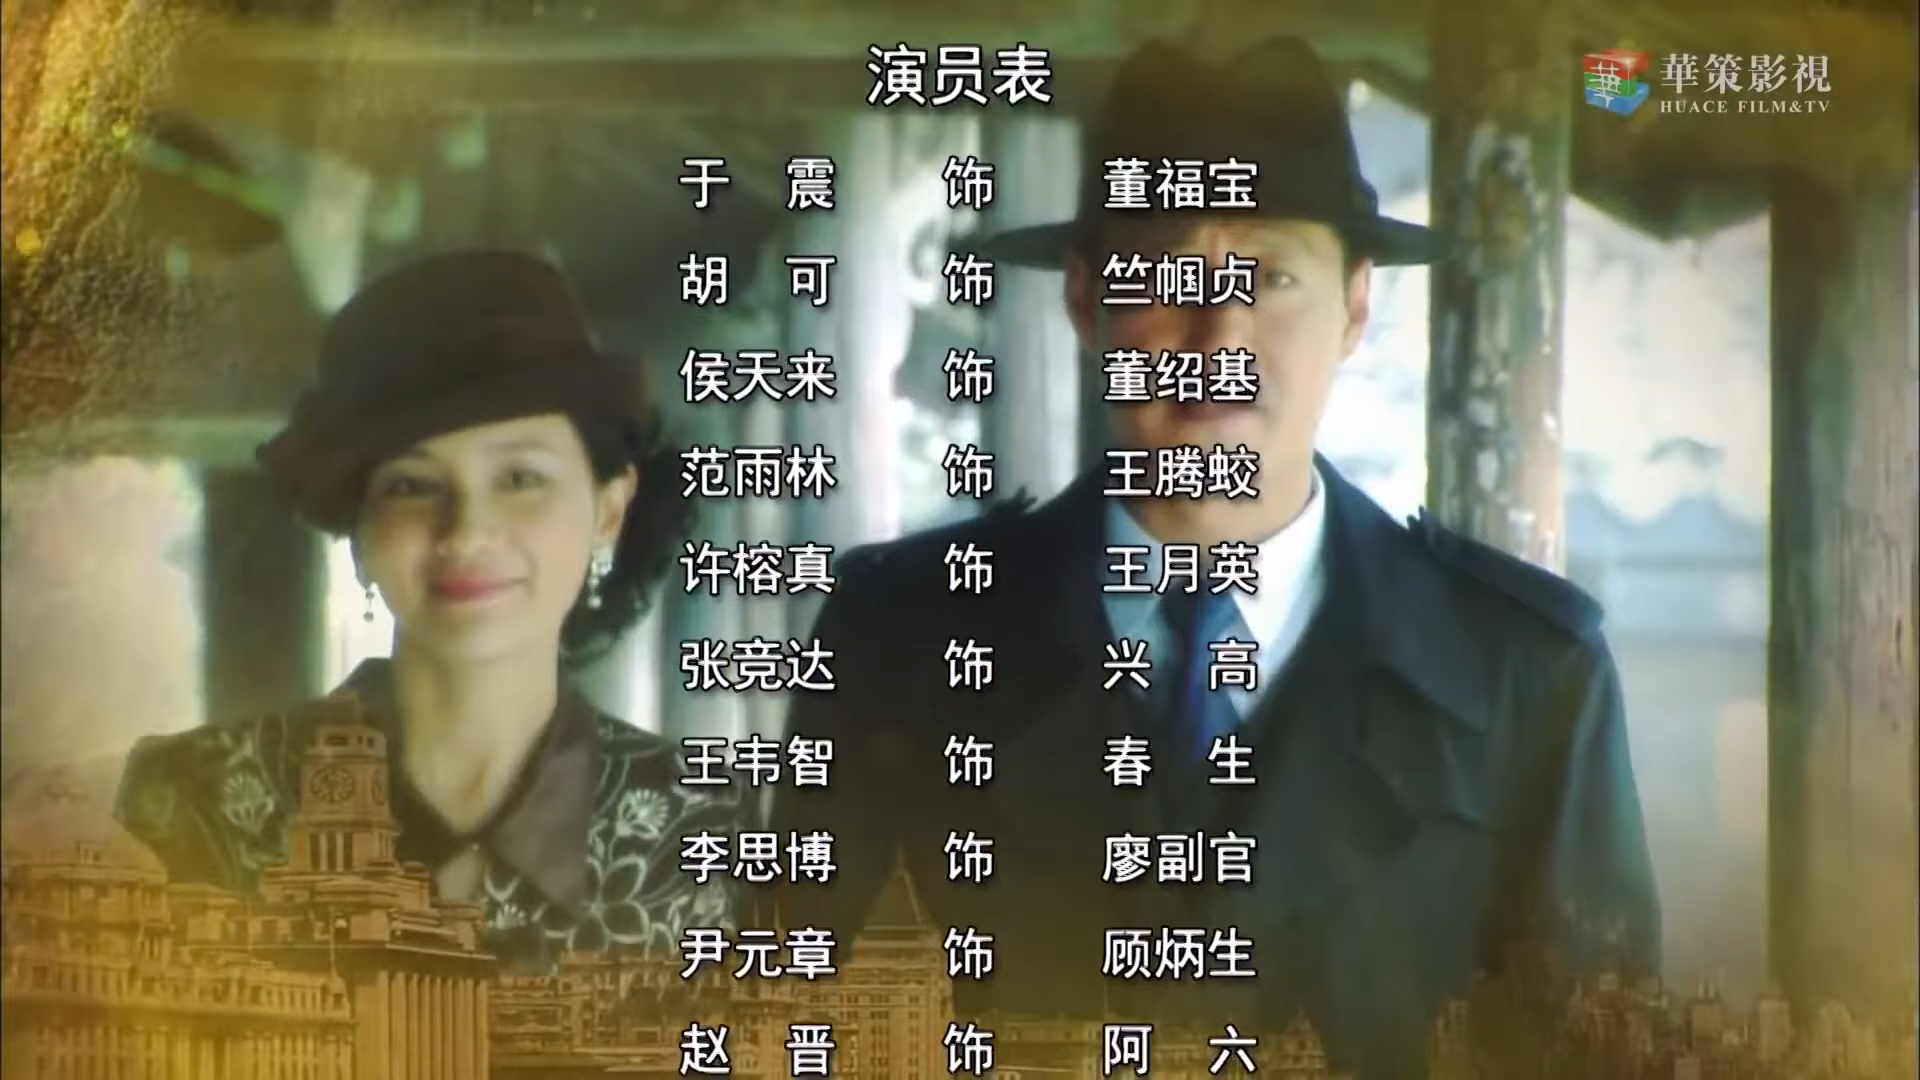 演员表
華策影視
HUACE FILM&TV
于 震 饰 董福宝
胡 可 饰 竺帼贞
侯天来 饰 董绍基
范雨林 饰 王腾蛟
许榕真 饰 王月英
张竞达 饰 兴 高
王韦智 饰 春 生
李思博 饰 廖副官
尹元章 饰 顾炳生
赵 晋 饰 阿 六